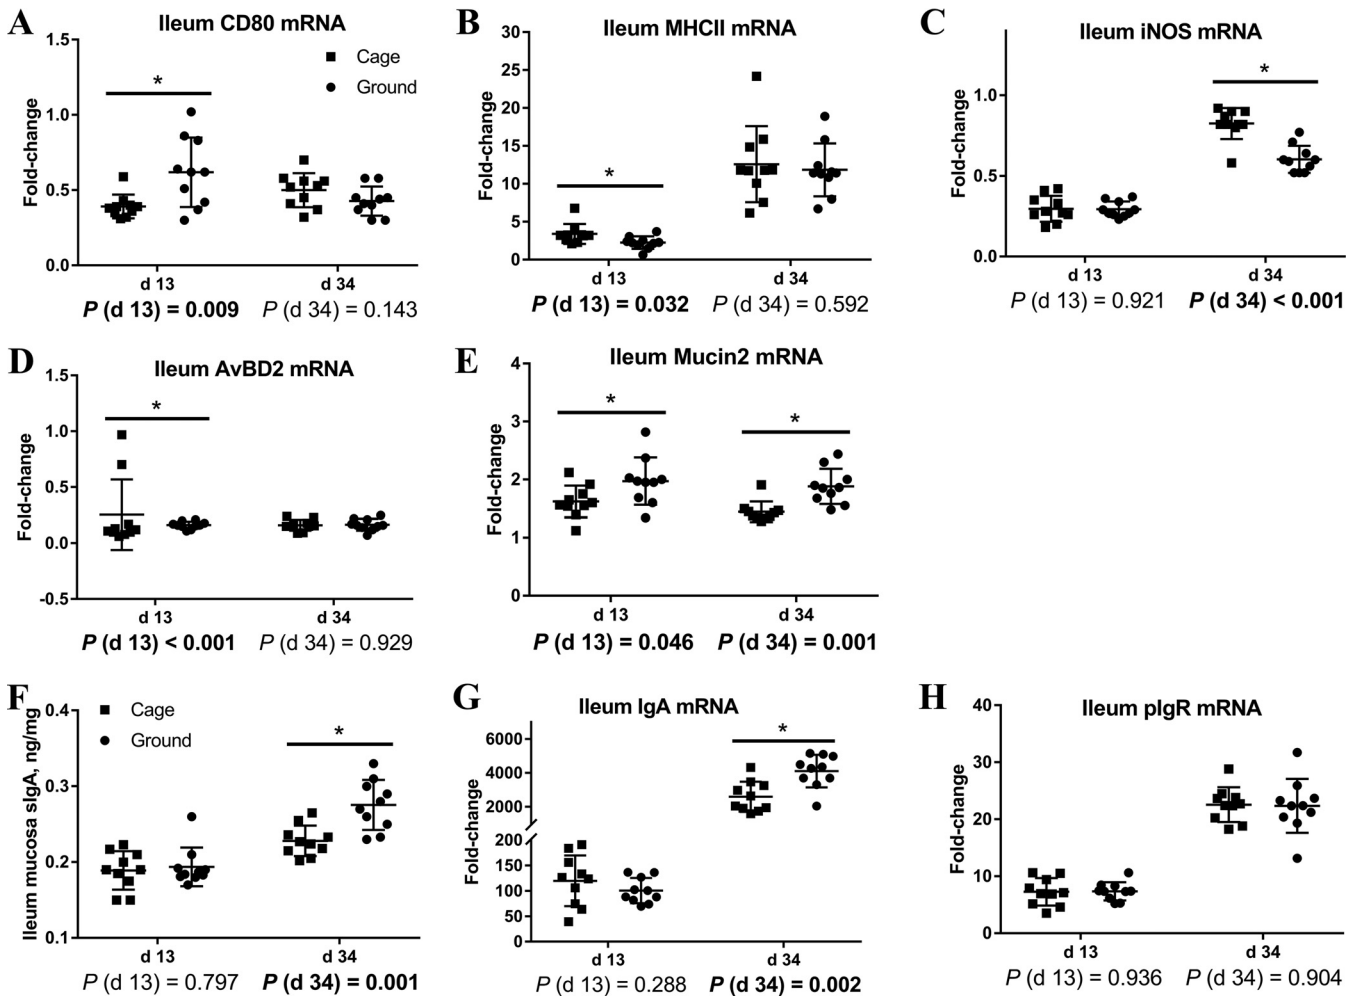 A
Ileum CD80 mRNA
Cage
Ground
Fold-change
1.5
1.0
0.5
0.0
*
d 13
d 34
P (d 13) = 0.009
P (d 34) = 0.143
B
Ileum MHCII mRNA
Fold-change
30
25
20
15
10
5
0
*
d 13
d 34
P (d 13) = 0.032
P (d 34) = 0.592
C
Ileum iNOS mRNA
Fold-change
1.0
0.5
0.0
*
d 13
d 34
P (d 13) = 0.921
P (d 34) < 0.001
D
Ileum AvBD2 mRNA
Fold-change
1.5
1.0
0.5
0.0
-0.5
*
d 13
d 34
P (d 13) < 0.001
P (d 34) = 0.929
E
Ileum Mucin2 mRNA
Fold-change
4
3
2
1
0
*
*
d 13
d 34
P (d 13) = 0.046
P (d 34) = 0.001
F
Cage
Ground
Ileum mucosa sIgA, ng/mg
0.4
0.3
0.2
0.1
*
d 13
d 34
P (d 13) = 0.797
P (d 34) = 0.001
G
Ileum IgA mRNA
Fold-change
6000
4000
2000
200
150
100
50
0
*
d 13
d 34
P (d 13) = 0.288
P (d 34) = 0.002
H
Ileum pIgR mRNA
Fold-change
40
30
20
10
0
d 13
d 34
P (d 13) = 0.936
P (d 34) = 0.904